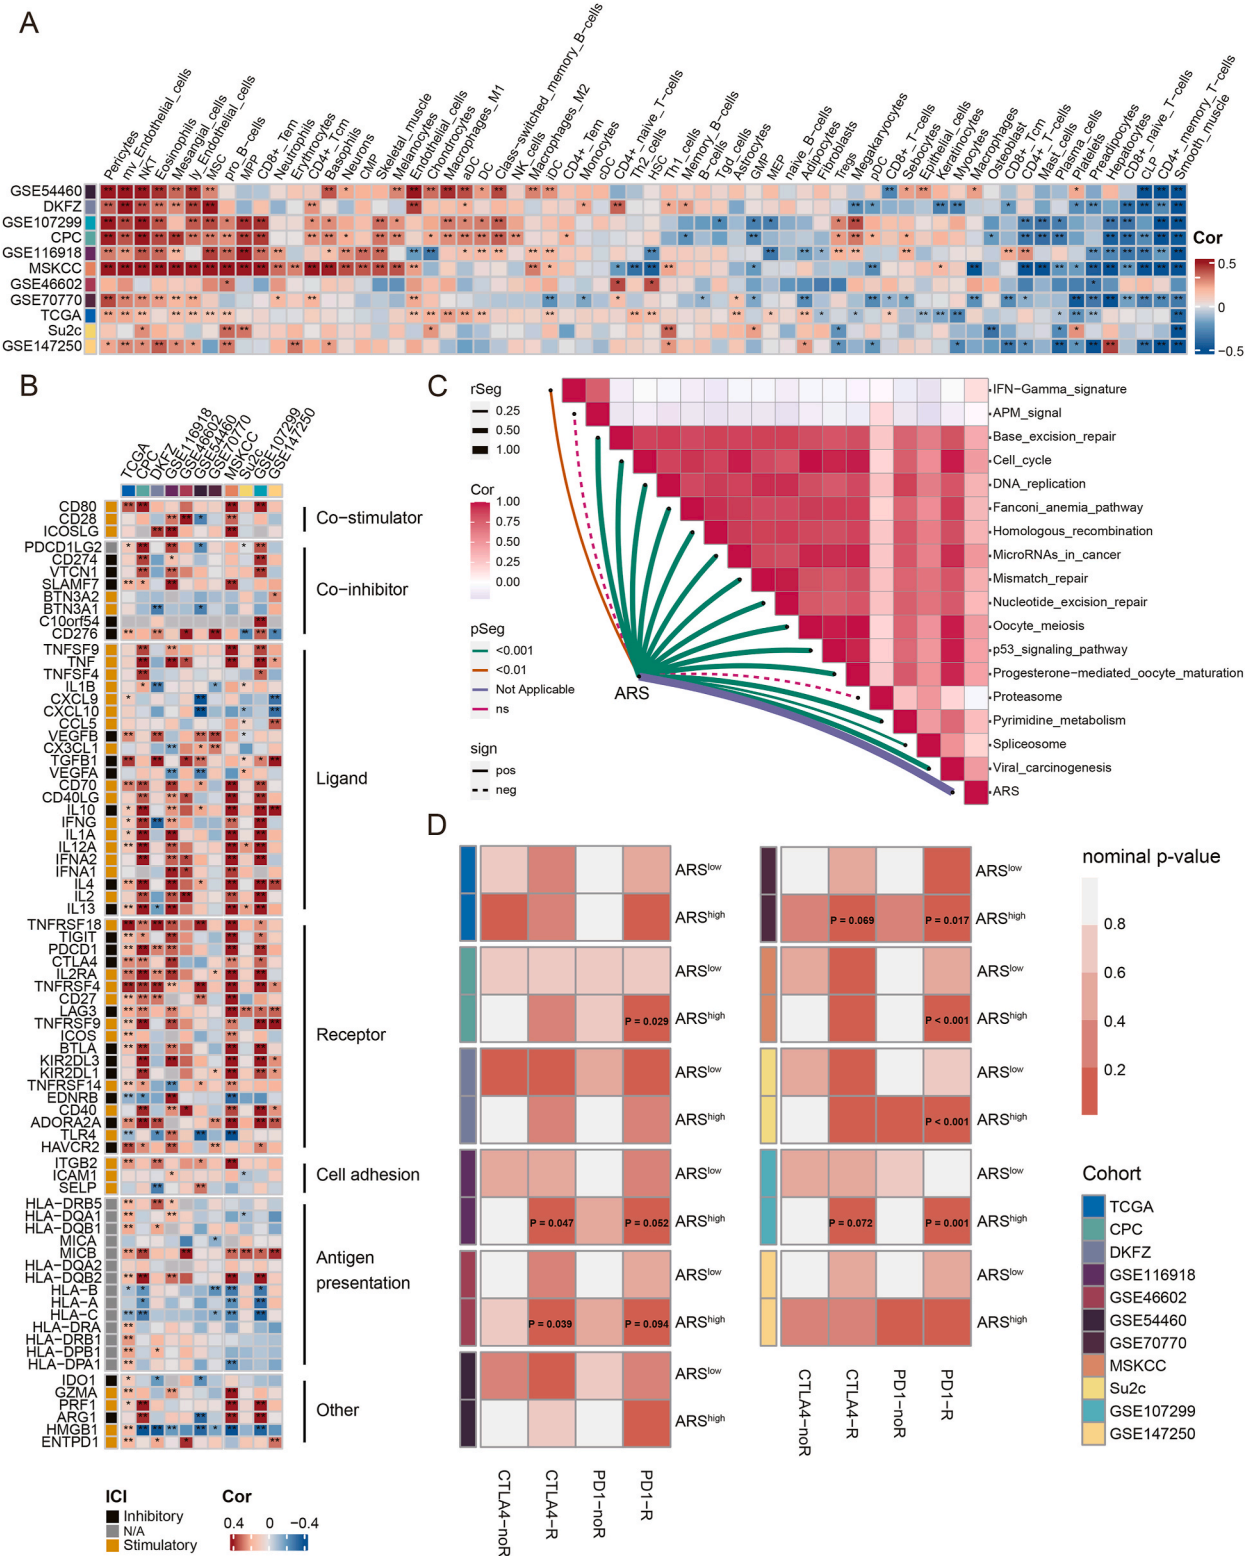 A
Pericytes
mv_Endothelial_cells
NKT
Eosinophils
Mesangial_cells
ly_Endothelial_cells
MSC
pro_B−cells
MPP
CD8+_Tem
Neutrophils
Erythrocytes
CD4+_Tcm
Basophils
Neurons
CMP
Skeletal_muscle
Melanocytes
Endothelial_cells
Chondrocytes
Macrophages_M1
aDC
DC
Class−switched_memory_B−cells
NK_cells
Macrophages_M2
iDC
CD4+_Tem
Monocytes
cDC
CD4+_naive_T−cells
Th2_cells
HSC
Th1_cells
Memory_B−cells
B−cells
Tgd_cells
Astrocytes
GMP
MEP
naive_B−cells
Adipocytes
Fibroblasts
Tregs
Megakaryocytes
pDC
CD8+_T−cells
Sebocytes
Epithelial_cells
Keratinocytes
Myocytes
Macrophages
Osteoblast
CD8+_Tcm
CD4+_T−cells
Mast_cells
Plasma_cells
Platelets
Preadipocytes
Hepatocytes
CD8+_naive_T−cells
CLP
CD4+_memory_T−cells
Smooth_muscle
GSE54460
DKFZ
GSE107299
CPC
GSE116918
MSKCC
GSE46602
GSE70770
TCGA
Su2c
GSE147250
Cor
0.5
0
−0.5
B
TCGA
CPC
DKFZ
GSE116918
GSE46602
GSE54460
GSE70770
MSKCC
Su2c
GSE107299
GSE147250
CD80
CD28
ICOSLG
Co−stimulator
PDCD1LG2
CD274
VTCN1
SLAMF7
BTN3A2
BTN3A1
C10orf54
CD276
Co−inhibitor
TNFSF9
TNF
TNFSF4
IL1B
CXCL9
CXCL10
CCL5
VEGFB
CX3CL1
TGFB1
VEGFA
CD70
CD40LG
IL10
IFNG
IL1A
IL12A
IFNA2
IFNA1
IL4
IL2
IL13
Ligand
TNFRSF18
TIGIT
PDCD1
CTLA4
IL2RA
TNFRSF4
CD27
LAG3
TNFRSF9
ICOS
BTLA
KIR2DL3
KIR2DL1
TNFRSF14
EDNRB
CD40
ADORA2A
TLR4
HAVCR2
Receptor
ITGB2
ICAM1
SELP
Cell adhesion
HLA−DRB5
HLA−DQA1
HLA−DQB1
MICA
MICB
HLA−DQA2
HLA−DQB2
HLA−B
HLA−A
HLA−C
HLA−DRA
HLA−DRB1
HLA−DPB1
HLA−DPA1
Antigen
presentation
IDO1
GZMA
PRF1
ARG1
HMGB1
ENTPD1
Other
ICI
Inhibitory
N/A
Stimulatory
Cor
0.4 0 −0.4
C
rSeg
0.25
0.50
1.00
Cor
1.00
0.75
0.50
0.25
0.00
pSeg
<0.001
<0.01
Not Applicable
ns
sign
pos
neg
ARS
IFN−Gamma_signature
APM_signal
Base_excision_repair
Cell_cycle
DNA_replication
Fanconi_anemia_pathway
Homologous_recombination
MicroRNAs_in_cancer
Mismatch_repair
Nucleotide_excision_repair
Oocyte_meiosis
p53_signaling_pathway
Progesterone−mediated_oocyte_maturation
Proteasome
Pyrimidine_metabolism
Spliceosome
Viral_carcinogenesis
ARS
D
ARSlow
ARShigh
ARSlow
P = 0.029 ARShigh
ARSlow
ARShigh
ARSlow
P = 0.047 P = 0.052 ARShigh
ARSlow
P = 0.039 P = 0.094 ARShigh
ARSlow
ARShigh
CTLA4−noR
CTLA4−R
PD1−noR
PD1−R
ARSlow
P = 0.069 P = 0.017 ARShigh
ARSlow
P < 0.001 ARShigh
ARSlow
P < 0.001 ARShigh
ARSlow
P = 0.072 P = 0.001 ARShigh
ARSlow
ARShigh
CTLA4−noR
CTLA4−R
PD1−noR
PD1−R
nominal p-value
0.8
0.6
0.4
0.2
Cohort
TCGA
CPC
DKFZ
GSE116918
GSE46602
GSE54460
GSE70770
MSKCC
Su2c
GSE107299
GSE147250